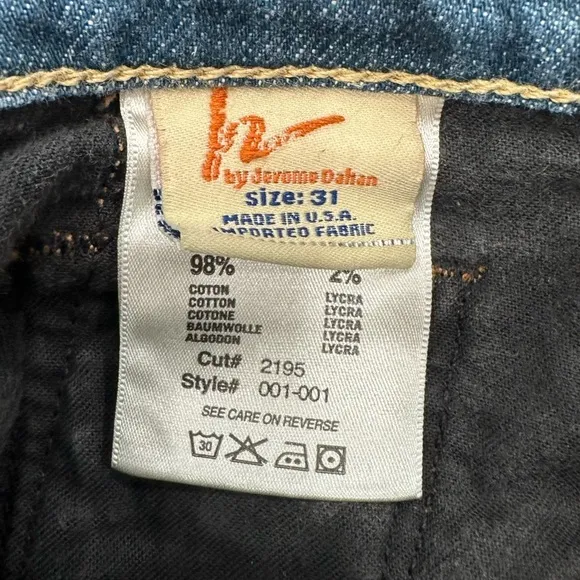 by Jerome Dahan
size: 31
MADE IN U.S.A.
IMPORTED FABRIC
98% 2%
COTON LYCRA
COTTON LYCRA
COTONE LYCRA
BAUMWOLLE LYCRA
ALGODON LYCRA
Cut# 2195
Style# 001-001
SEE CARE ON REVERSE
30